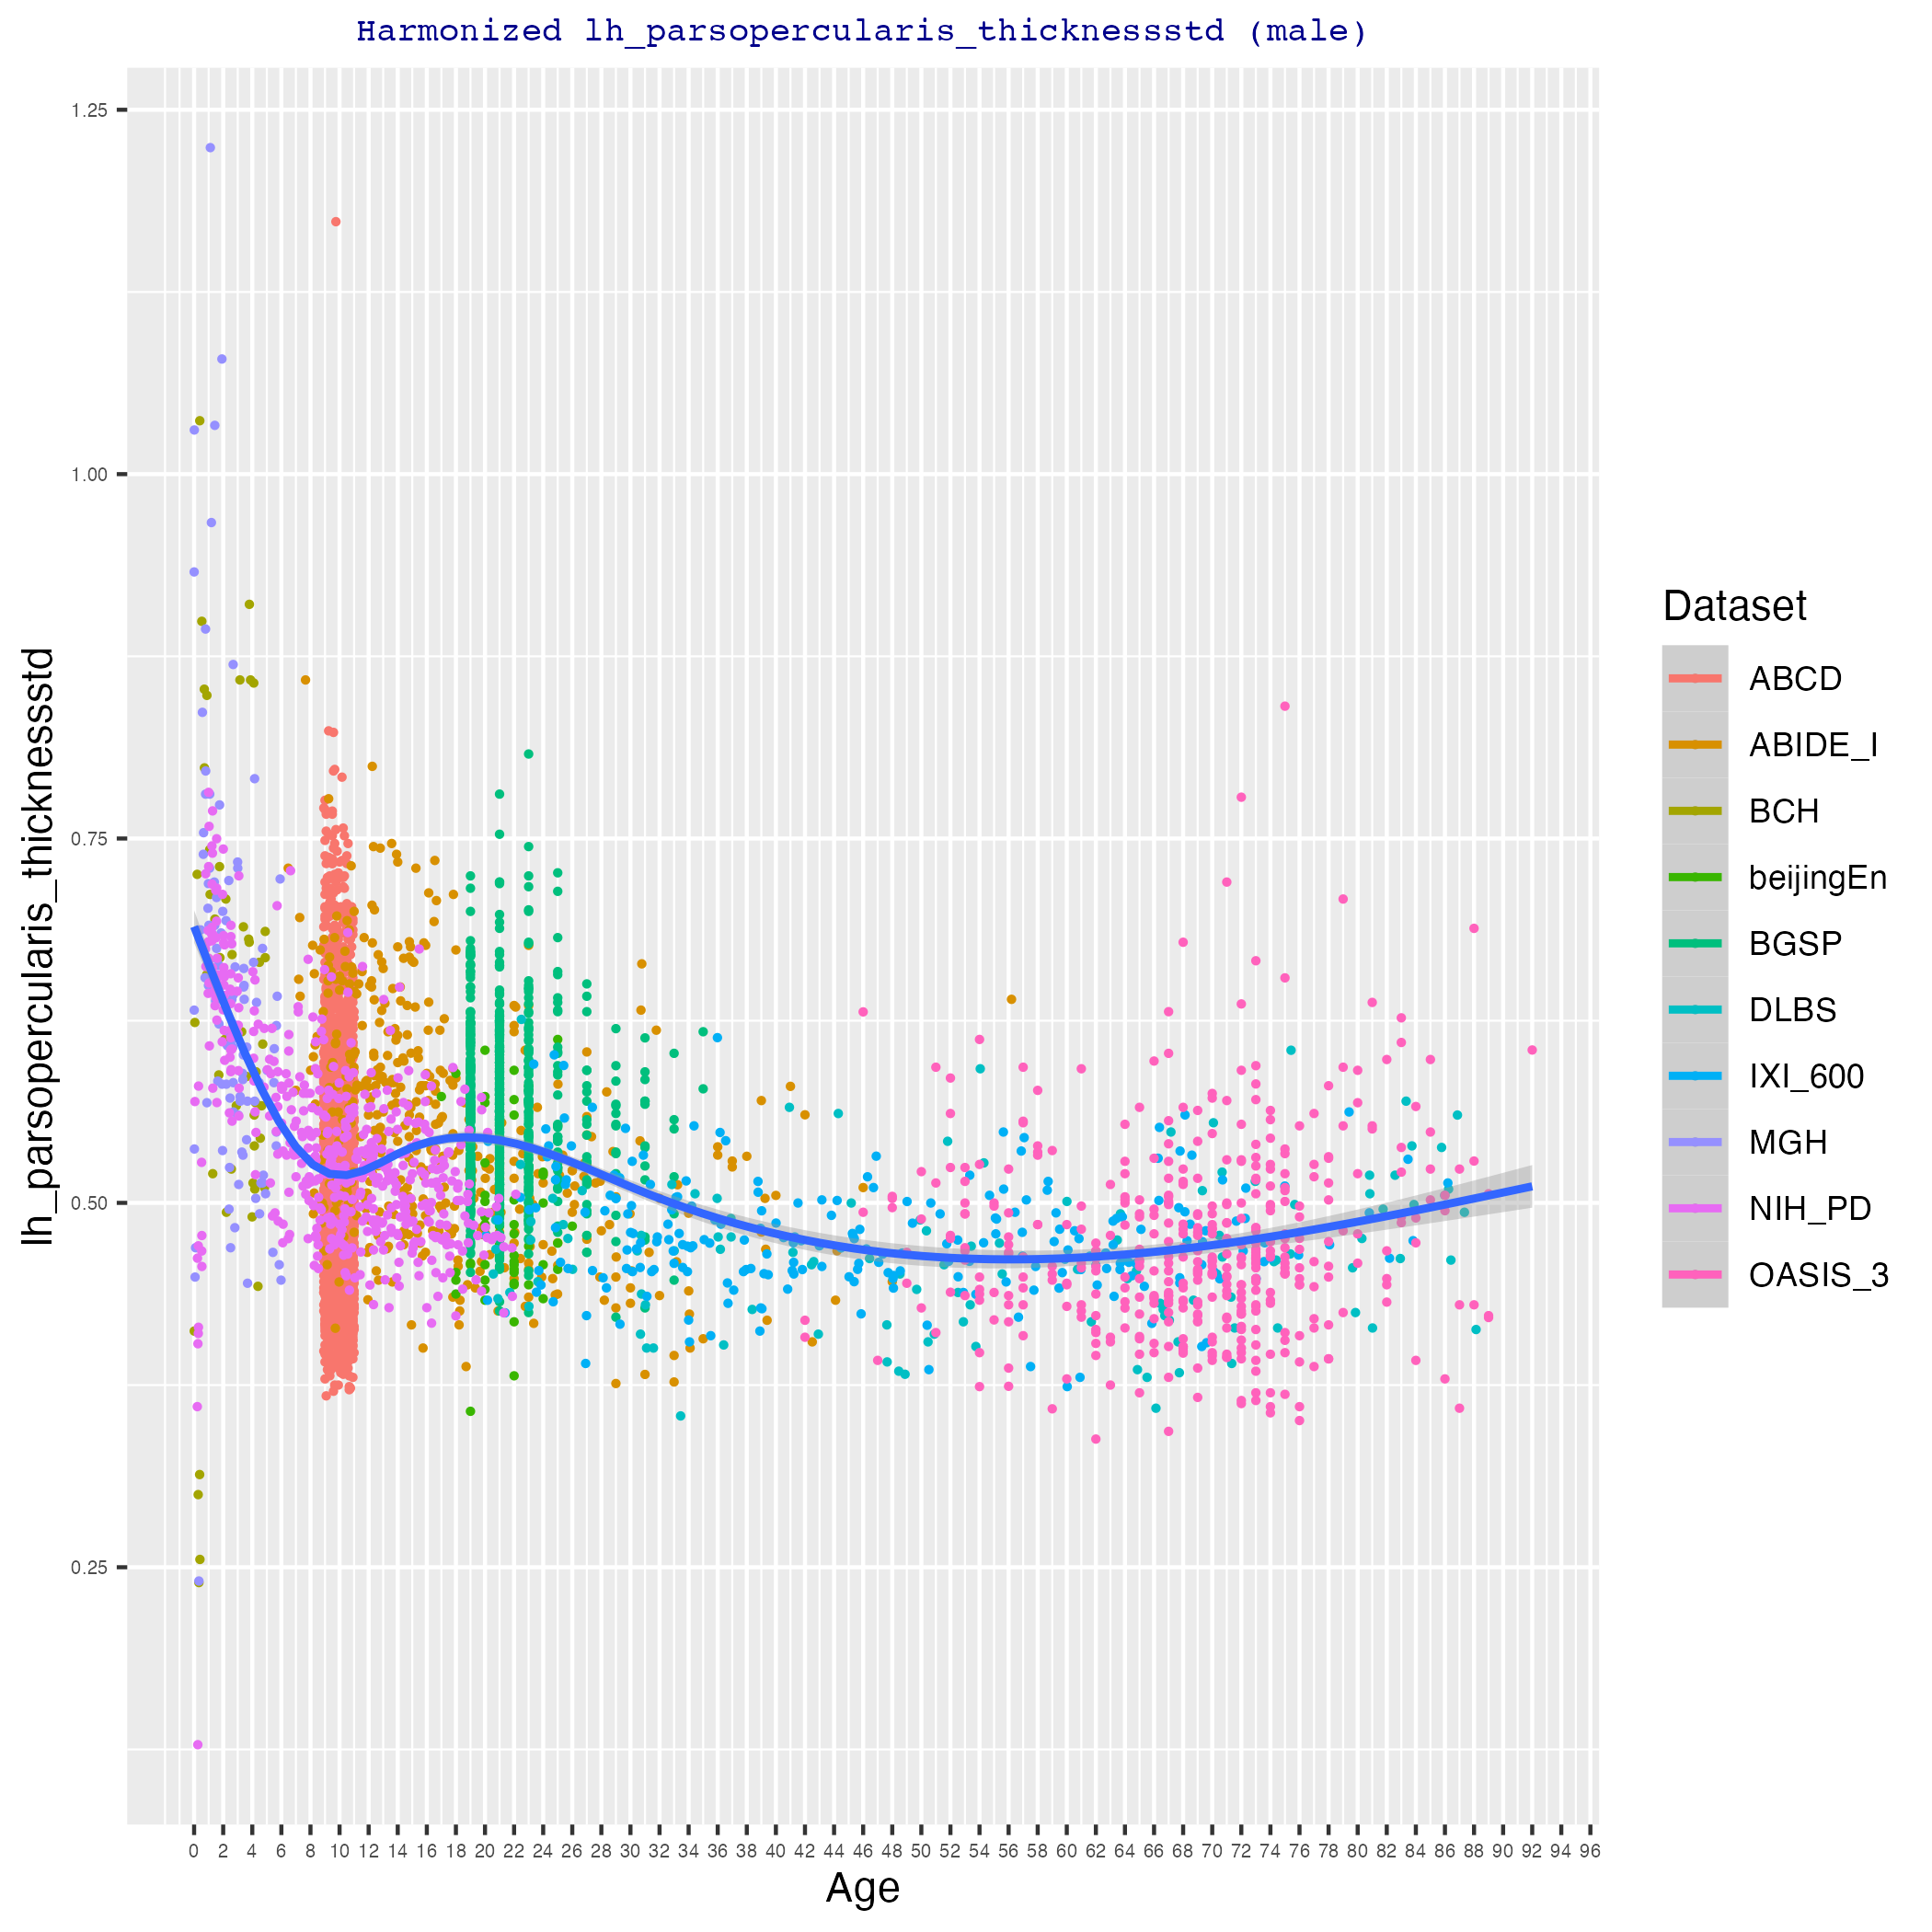 Harmonized lh_parsopercularis_thicknessstd (male)
lh_parsopercularis_thicknessstd
1.25
1.00
0.75
0.50
0.25
0 2 4 6 8 10 12 14 16 18 20 22 24 26 28 30 32 34 36 38 40 42 44 46 48 50 52 54 56 58 60 62 64 66 68 70 72 74 76 78 80 82 84 86 88 90 92 94 96
Age
Dataset
ABCD
ABIDE_I
BCH
beijingEn
BGSP
DLBS
IXI_600
MGH
NIH_PD
OASIS_3